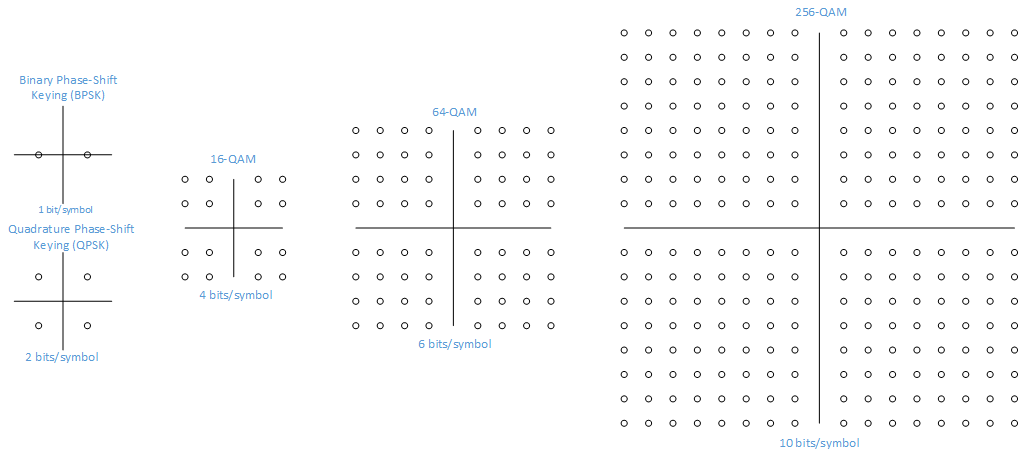 Binary Phase-Shift
Keying (BPSK)
1 bit/symbol
Quadrature Phase-Shift
Keying (QPSK)
2 bits/symbol
16-QAM
4 bits/symbol
64-QAM
6 bits/symbol
256-QAM
10 bits/symbol